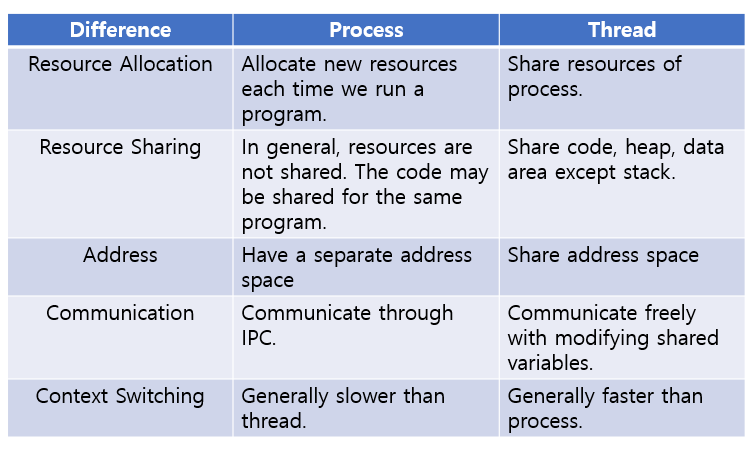 Difference
Process
Thread
Resource Allocation
Allocate new resources
each time we run a
program.
Share resources of
process.
Resource Sharing
In general, resources are
not shared. The code may
be shared for the same
program.
Share code, heap, data
area except stack.
Address
Have a separate address
space
Share address space
Communication
Communicate through
IPC.
Communicate freely
with modifying shared
variables.
Context Switching
Generally slower than
thread.
Generally faster than
process.